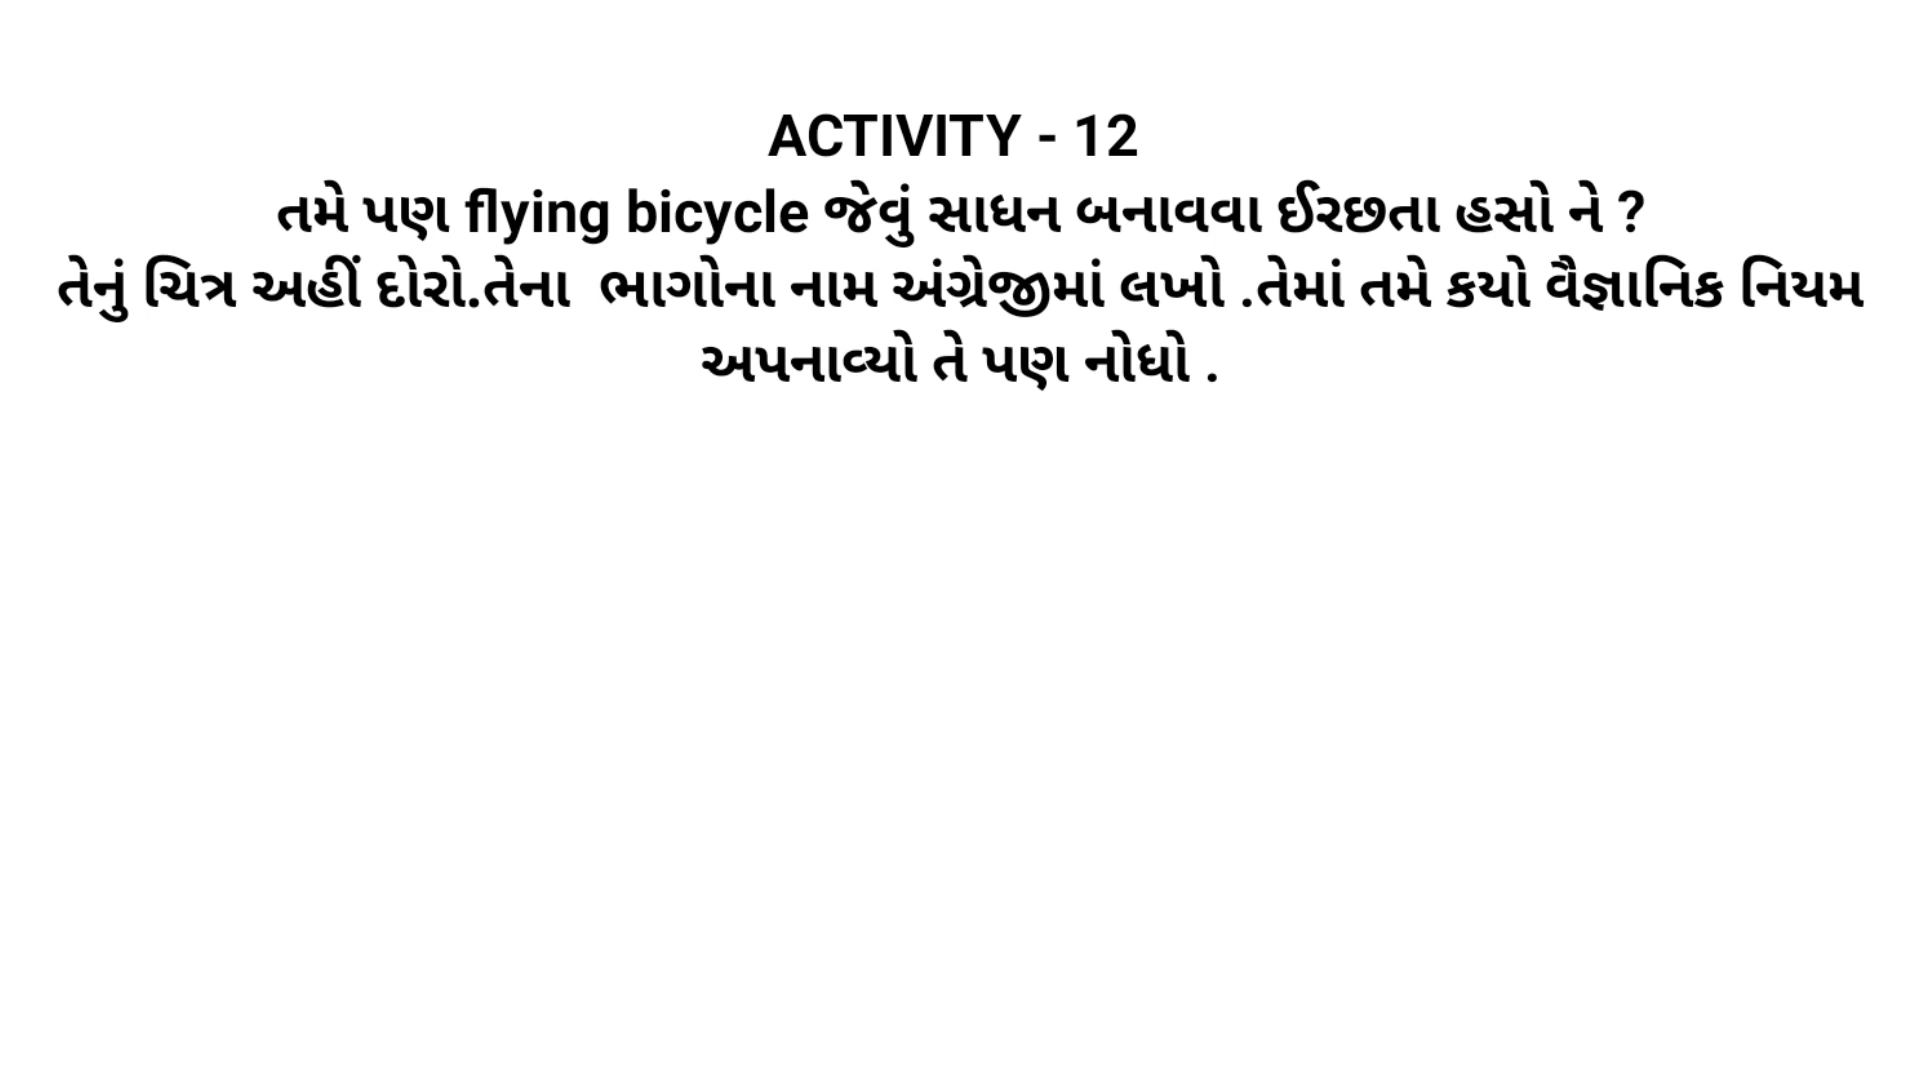 ACTIVITY - 12
તમે પણ flying bicycle જેવું સાધન બનાવવા ઈરછતા હસો ને ?
તેનું ચિત્ર અહીં દોરો.તેના  ભાગોના નામ અંગ્રેજીમાં લખો .તેમાં તમે કયો વૈજ્ઞાનિક નિયમ
અપનાવ્યો તે પણ નોધો .